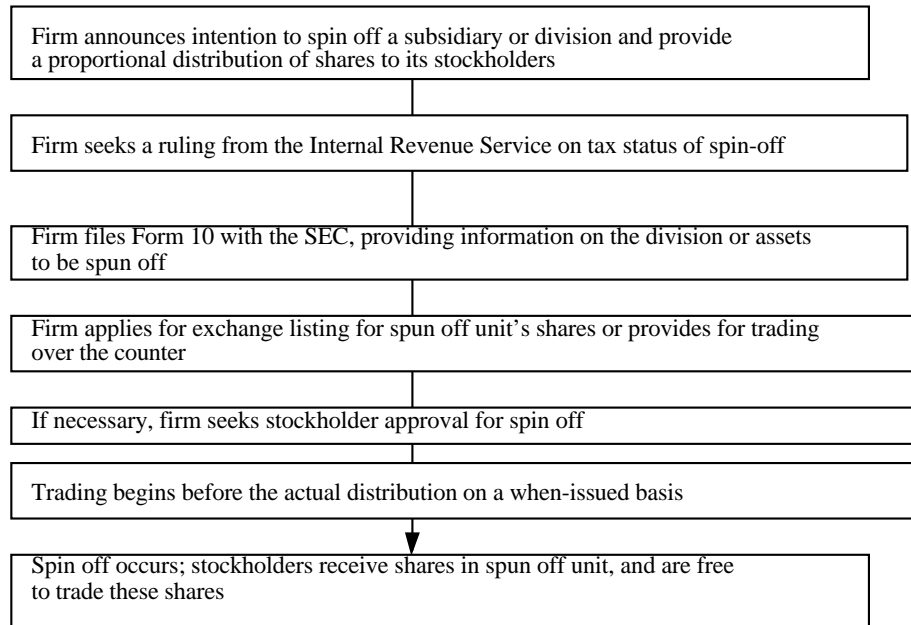 Firm announces intention to spin off a subsidiary or division and provide
a proportional distribution of shares to its stockholders
Firm seeks a ruling from the Internal Revenue Service on tax status of spin-off
Firm files Form 10 with the SEC, providing information on the division or assets
to be spun off
Firm applies for exchange listing for spun off unit’s shares or provides for trading
over the counter
If necessary, firm seeks stockholder approval for spin off
Trading begins before the actual distribution on a when-issued basis
Spin off occurs; stockholders receive shares in spun off unit, and are free
to trade these shares